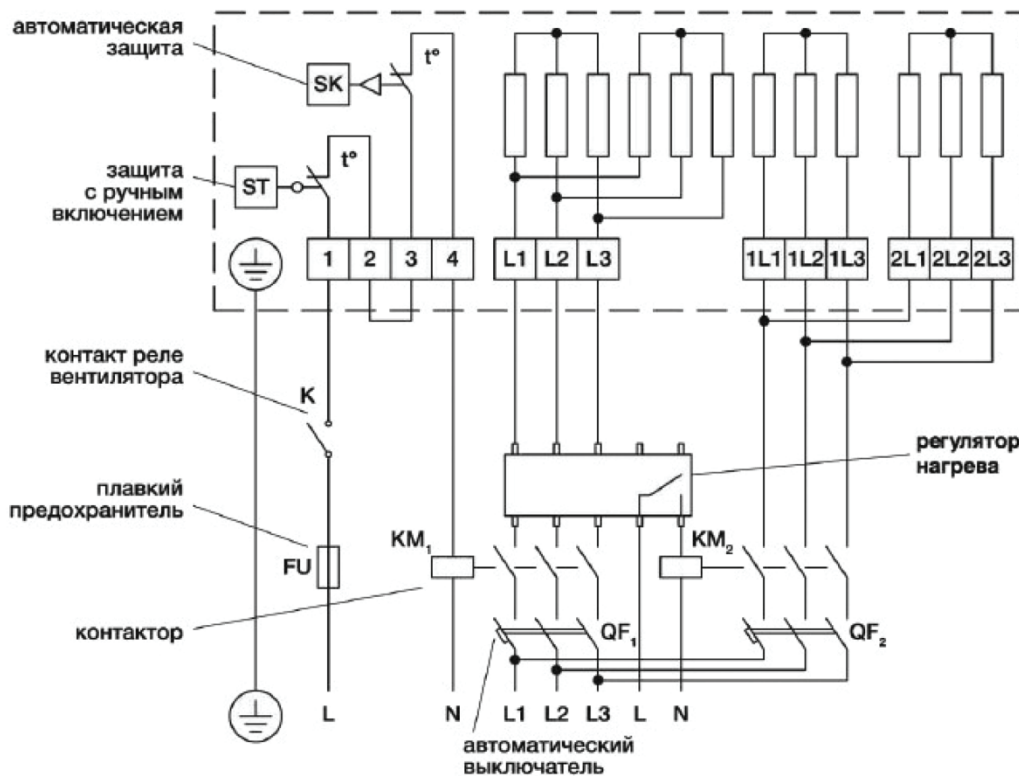 автоматическая
защита
SK
t°
защита
с ручным
включением
ST
t°
1 2 3 4
L1 L2 L3
1L1 1L2 1L3
2L1 2L2 2L3
контакт реле
вентилятора
K
регулятор
нагрева
плавкий
предохранитель
FU
KM₁
KM₂
контактор
QF₁
QF₂
L N L1 L2 L3 L N
автоматический
выключатель